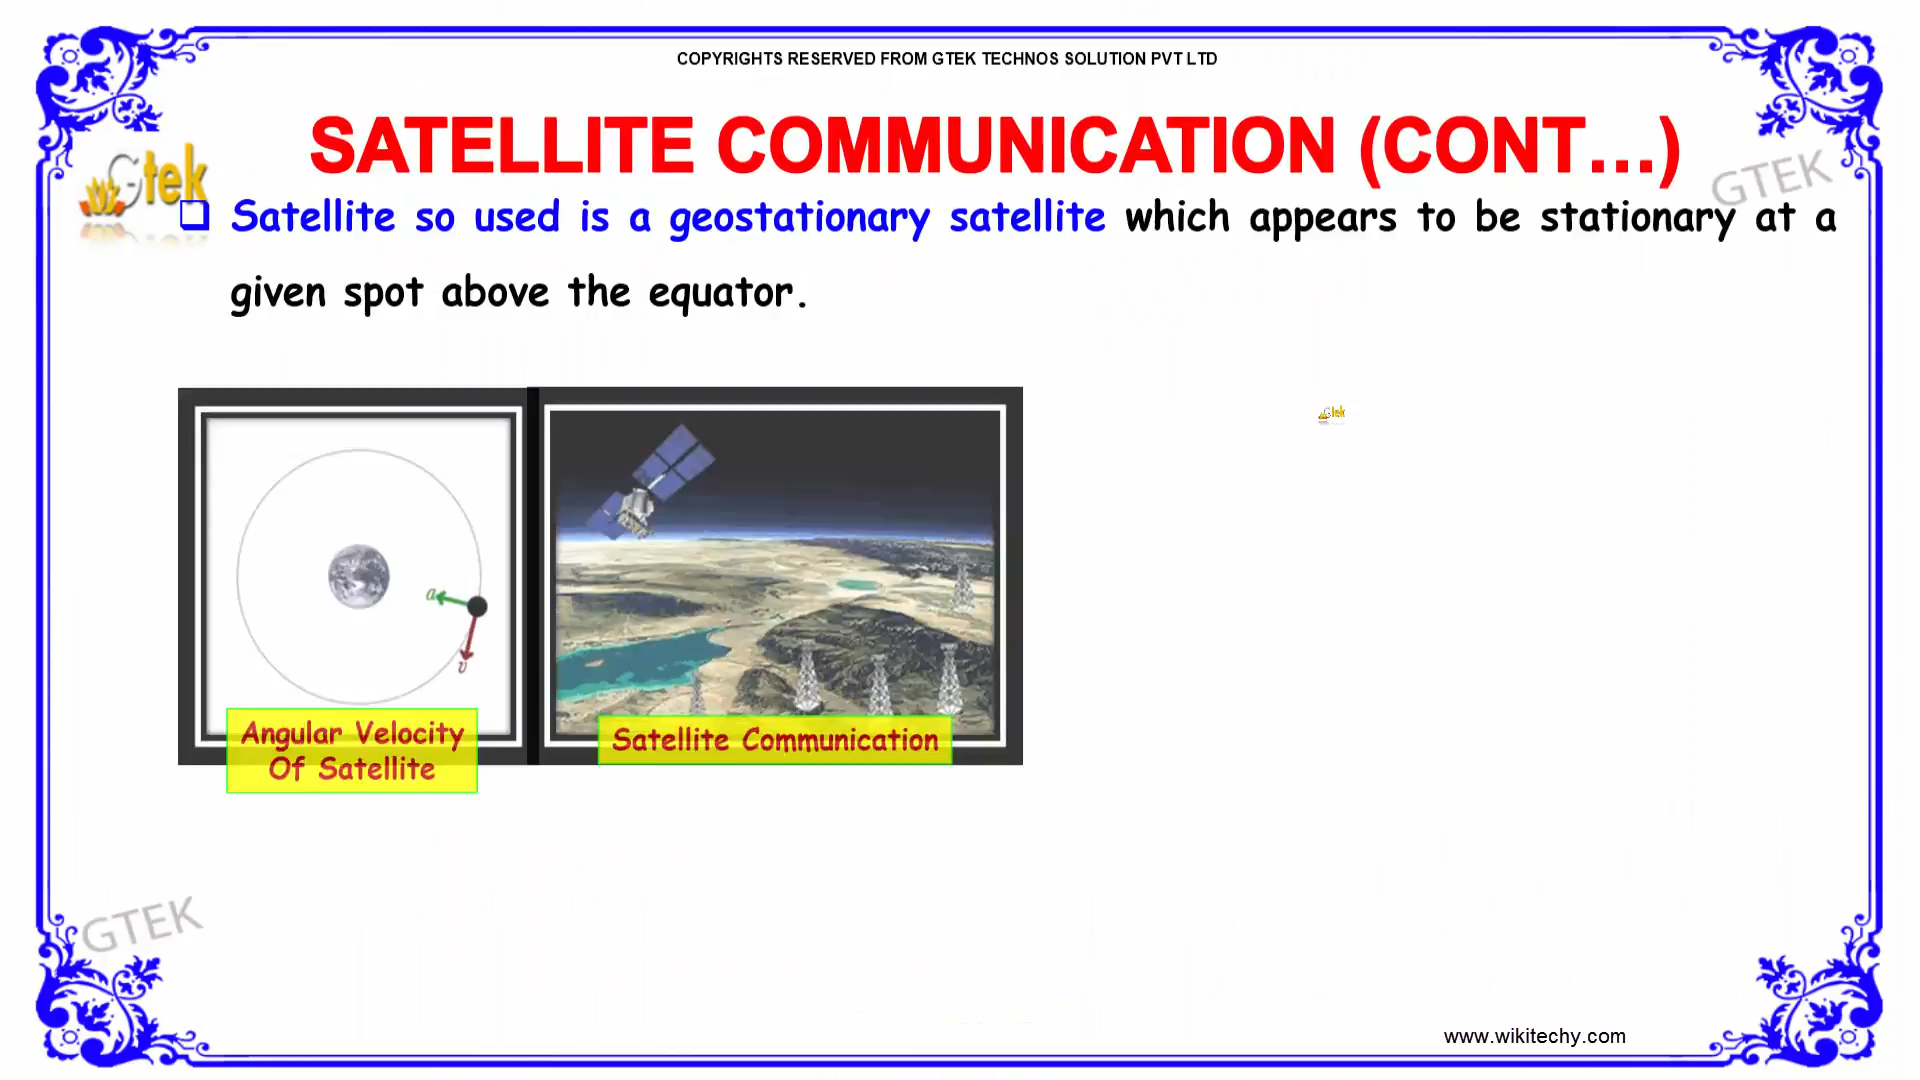 COPYRIGHTS RESERVED FROM GTEK TECHNOS SOLUTION PVT LTD
SATELLITE COMMUNICATION (CONT...)
Gtek
GTEK
❑ Satellite so used is a geostationary satellite which appears to be stationary at a
given spot above the equator.
Gtek
a
v
Angular Velocity
Of Satellite
Satellite Communication
GTEK
www.wikitechy.com